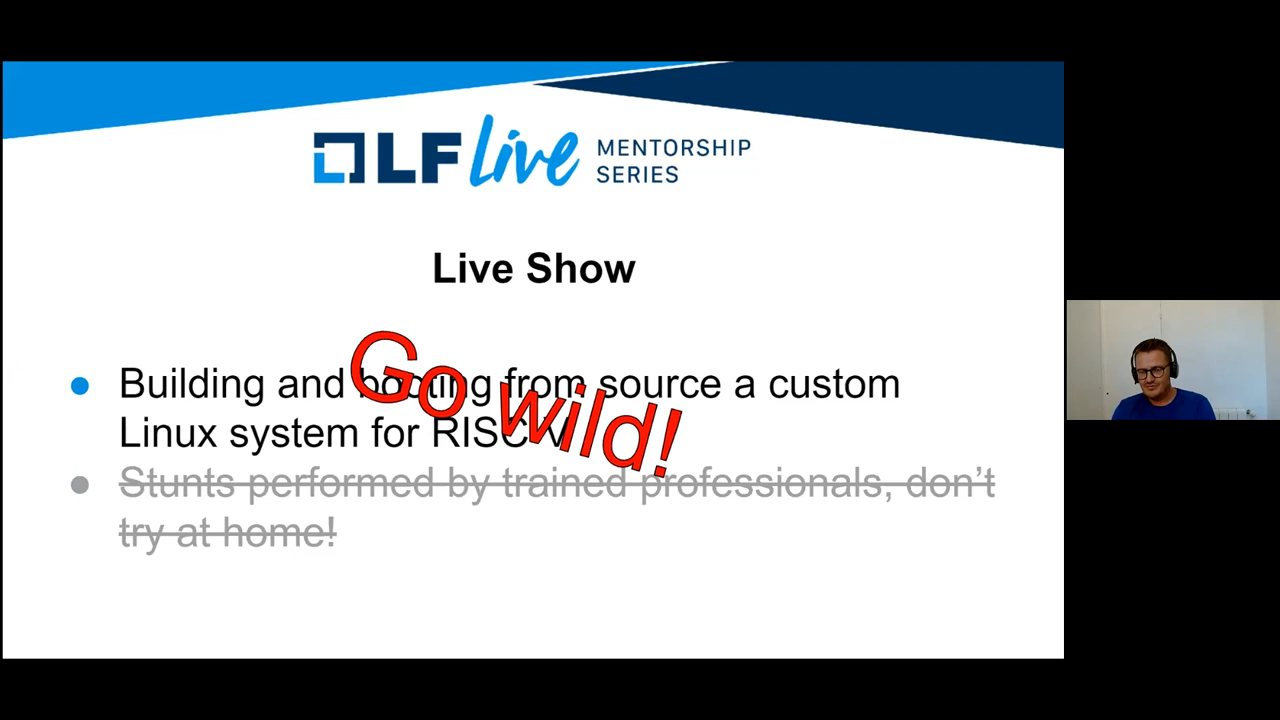 LF Live MENTORSHIP
SERIES
Live Show
Building and booting from source a custom
Linux system for RISC-V
Go wild!
Stunts performed by trained professionals, don't
try at home!